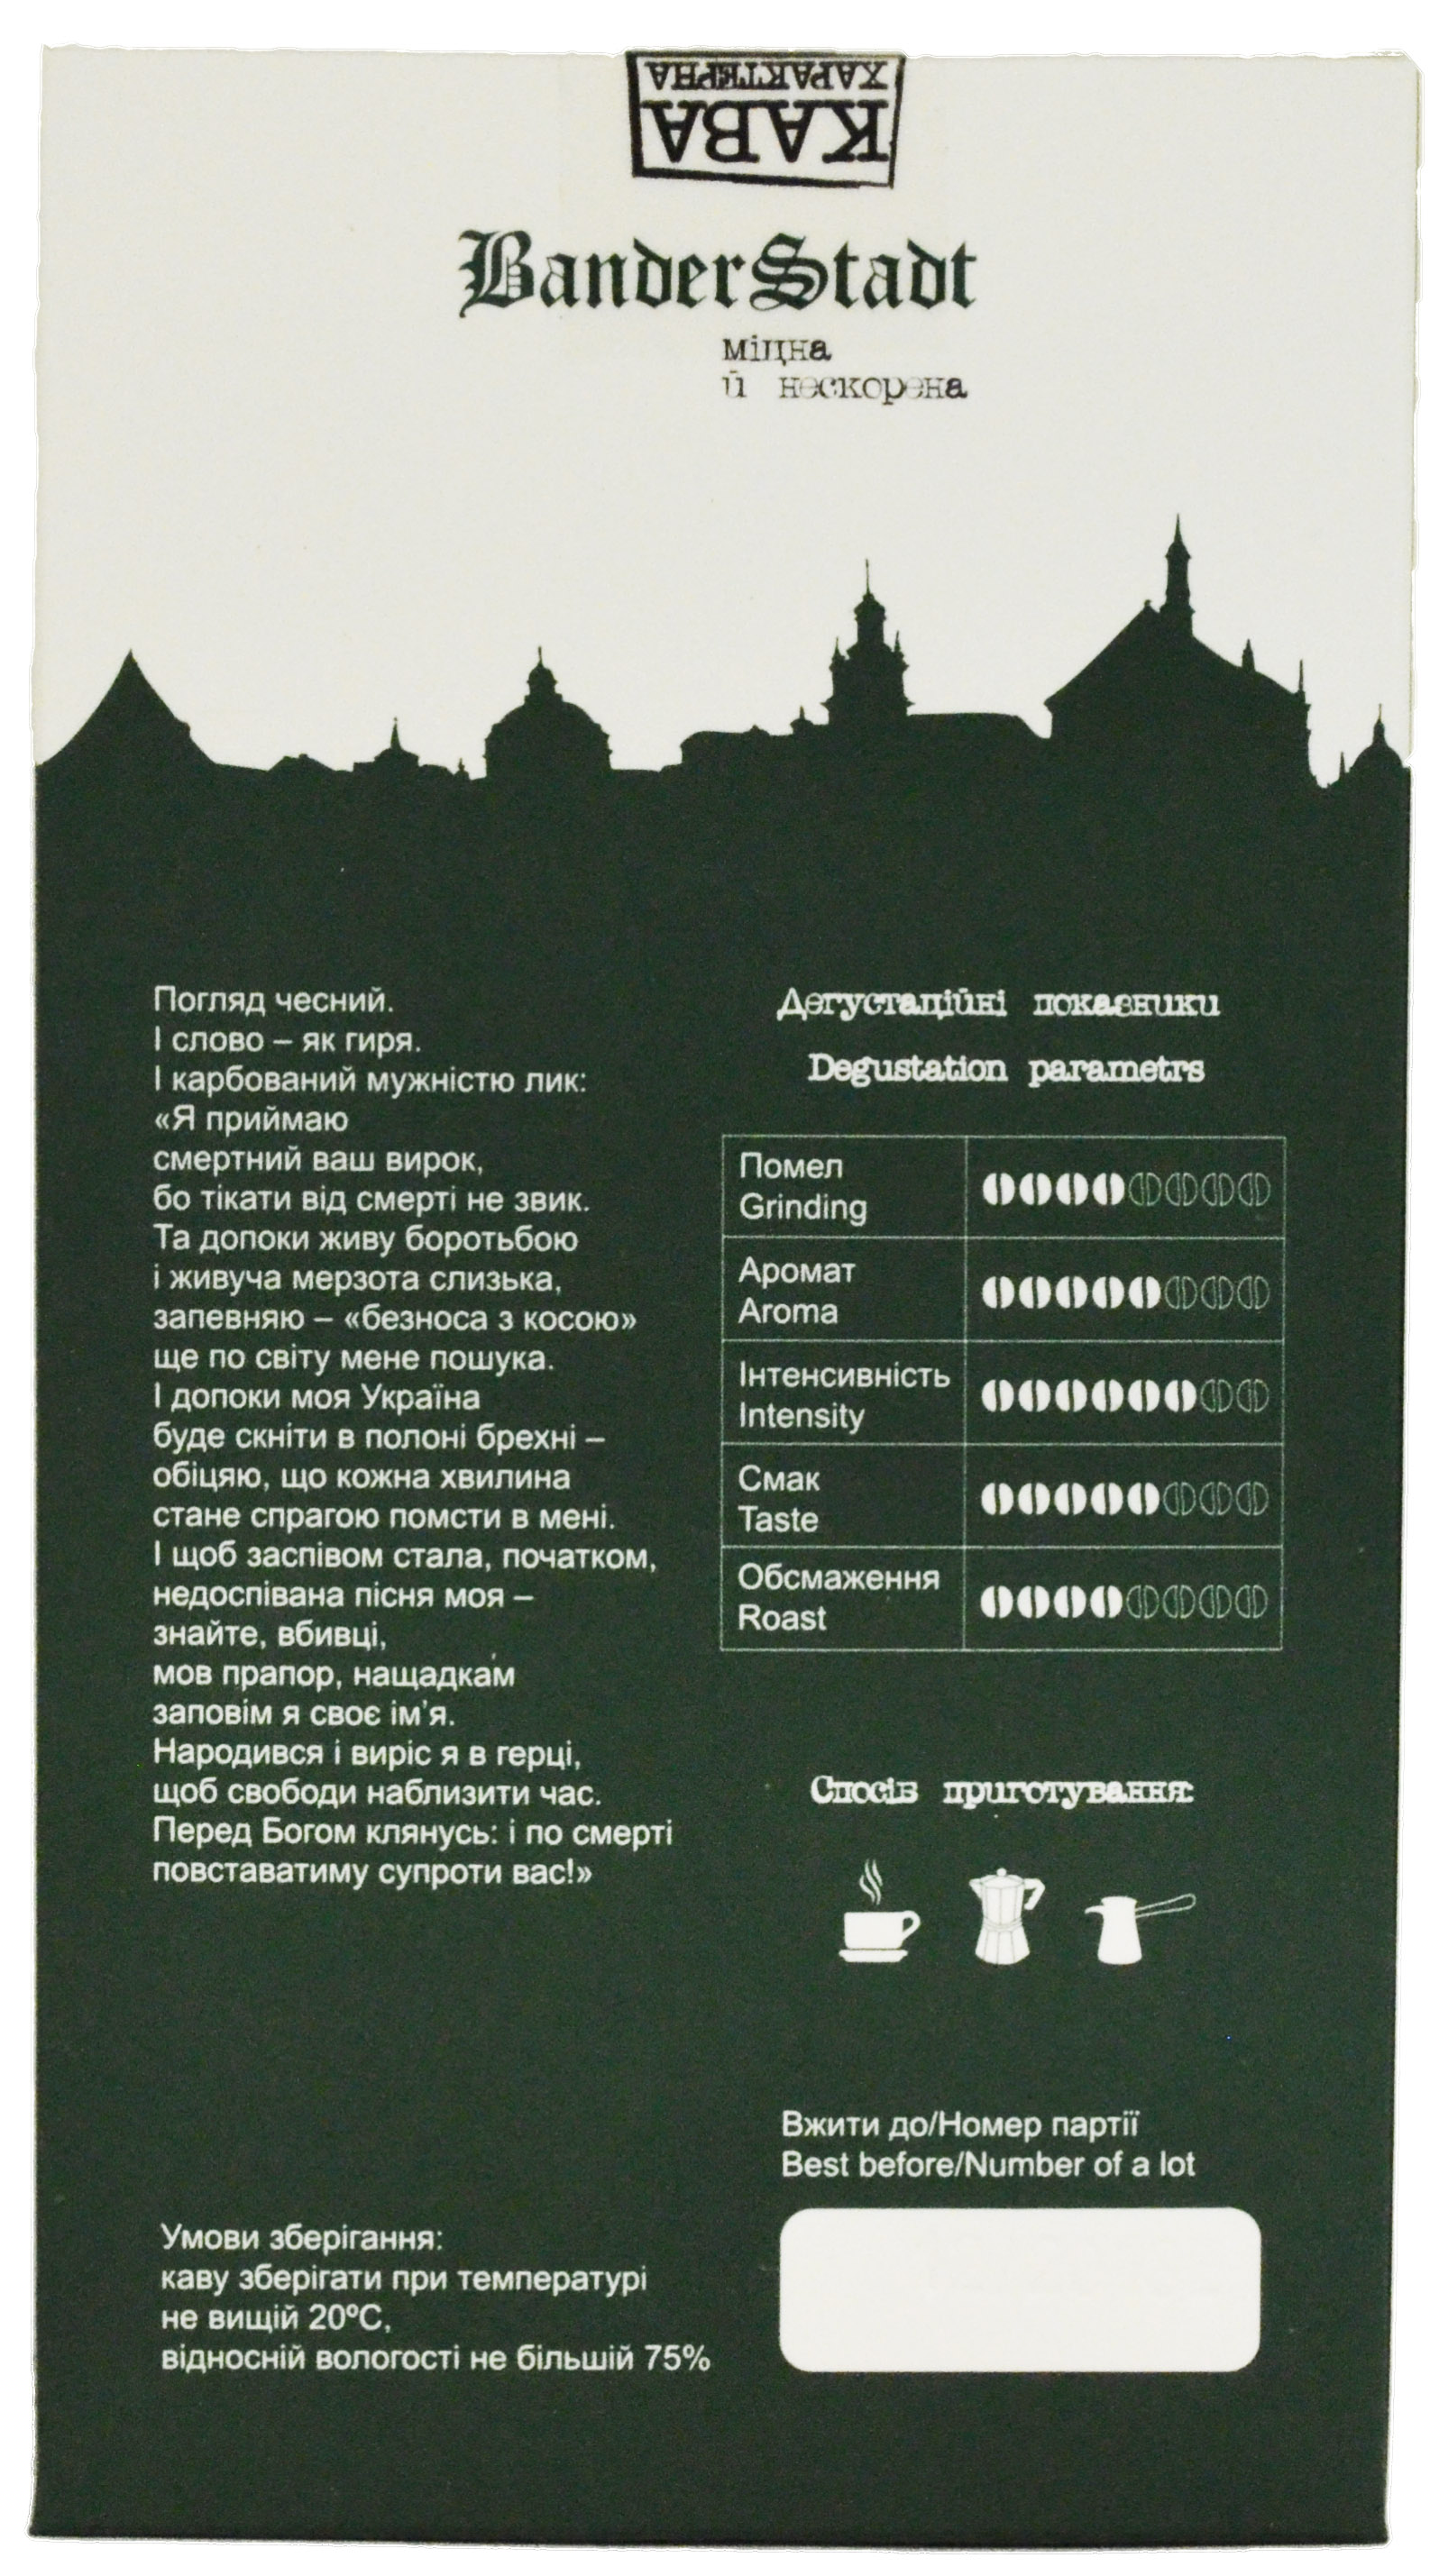 КАВА
ХАРАКТЕРНА
BanderStadt
міцна
й нескорена
Погляд чесний.
І слово – як гиря.
І карбований мужністю лик:
«Я приймаю
смертний ваш вирок,
бо тікати від смерті не звик.
Та допоки живу боротьбою
і живуча мерзота слизька,
запевняю – «безноса з косою»
ще по світу мене пошука.
І допоки моя Україна
буде скніти в полоні брехні –
обіцяю, що кожна хвилина
стане спрагою помсти в мені.
І щоб заспівом стала, початком,
недоспівана пісня моя –
знайте, вбивці,
мов прапор, нащадка́м
заповім я своє ім'я.
Народився і виріс я в герці,
щоб свободи наблизити час.
Перед Богом клянусь: і по смерті
повставатиму супроти вас!»
Дегустаційні показники
Degustation parametrs
Помел
Grinding
Аромат
Aroma
Інтенсивність
Intensity
Смак
Taste
Обсмаження
Roast
Спосіб приготування:
Вжити до/Номер партії
Best before/Number of a lot
Умови зберігання:
каву зберігати при температурі
не вищій 20ºC,
відносній вологості не більшій 75%